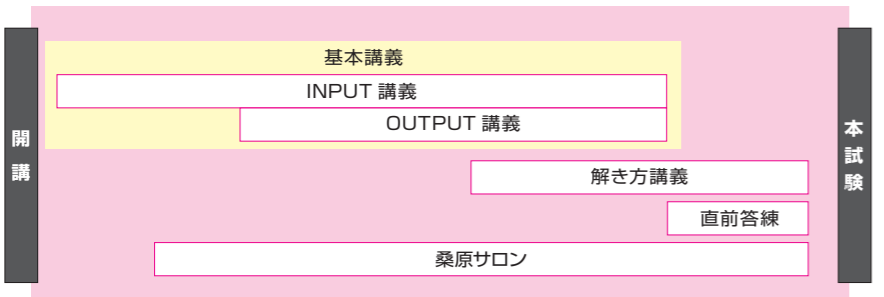 開講
基本講義
INPUT 講義
OUTPUT 講義
解き方講義
直前答練
桑原サロン
本試験